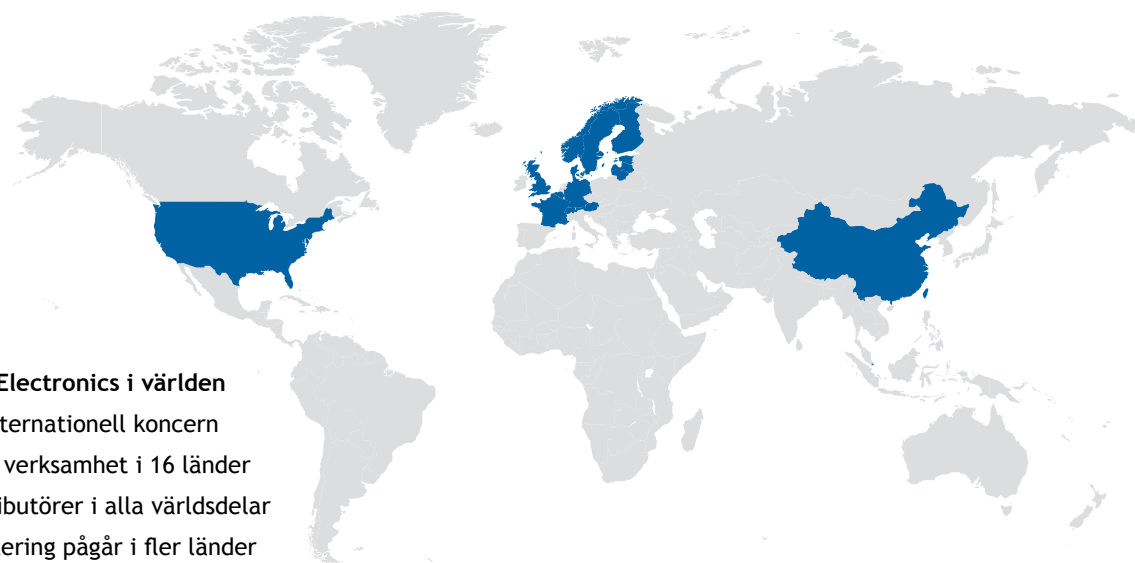 Electronics i världen
ternationell koncern
verksamhet i 16 länder
ibutörer i alla världsdelar
ering pågår i fler länder